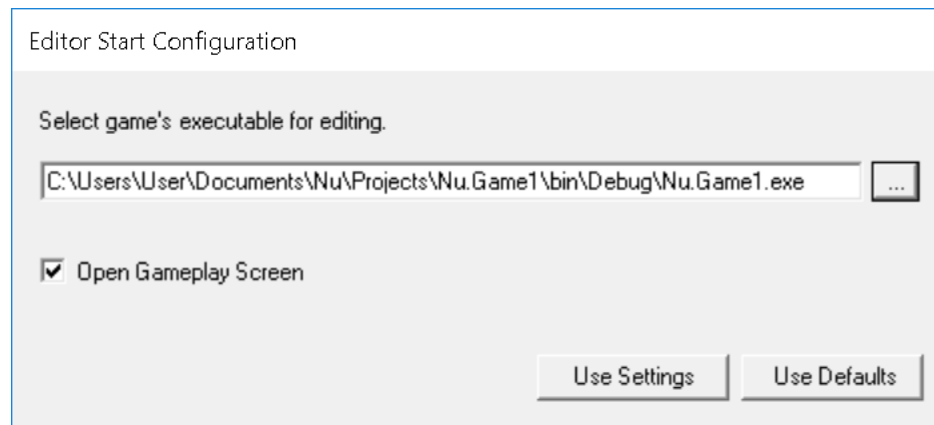 Editor Start Configuration
Select game's executable for editing.
C:\Users\User\Documents\Nu\Projects\Nu.Game1\bin\Debug\Nu.Game1.exe ...
Open Gameplay Screen
Use Settings Use Defaults